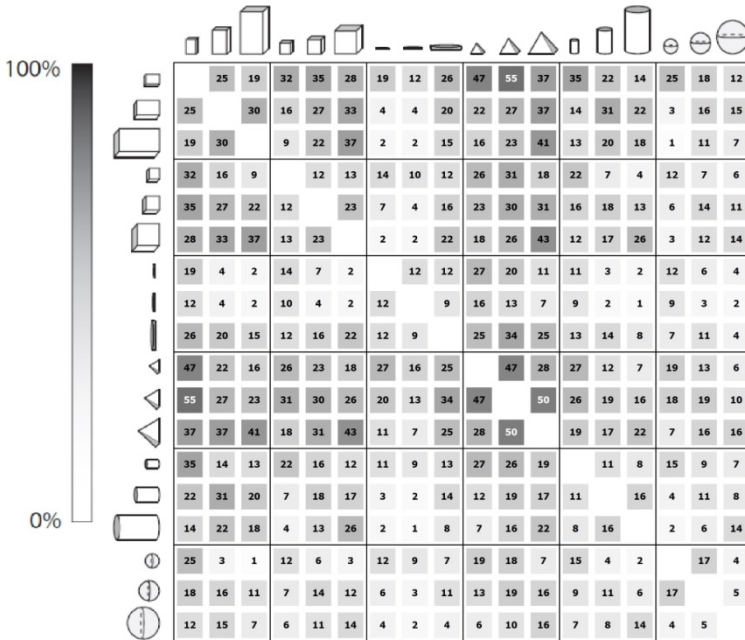 100%
25 19 32 35 28 19 12 26 47 55 37 35 22 14 25 18 12
25 30 16 27 33 4 4 20 22 27 37 14 31 22 3 16 15
19 30 9 22 37 2 2 15 16 23 41 13 20 18 1 11 7
32 16 9 12 13 14 10 12 26 31 18 22 7 4 12 7 6
35 27 22 12 23 7 4 16 23 30 31 16 18 13 6 14 11
28 33 37 13 23 2 2 22 18 26 43 12 17 26 3 12 14
19 4 2 14 7 2 12 12 27 20 11 11 3 2 12 6 4
12 4 2 10 4 2 12 9 16 13 7 9 2 1 9 3 2
26 20 15 12 16 22 12 9 25 34 25 13 14 8 7 11 4
47 22 16 26 23 18 27 16 25 47 28 27 12 7 19 13 6
55 27 23 31 30 26 20 13 34 47 50 26 19 16 18 19 10
37 37 41 18 31 43 11 7 25 28 50 19 17 22 7 16 16
35 14 13 22 16 12 11 9 13 27 26 19 11 8 15 9 7
0%
22 31 20 7 18 17 3 2 14 12 19 17 11 16 4 11 8
14 22 18 4 13 26 2 1 8 7 16 22 8 16 2 6 14
25 3 1 12 6 3 12 9 7 19 18 7 15 4 2 17 4
18 16 11 7 14 12 6 3 11 13 19 16 9 11 6 17 5
12 15 7 6 11 14 4 2 4 6 10 16 7 8 14 4 5